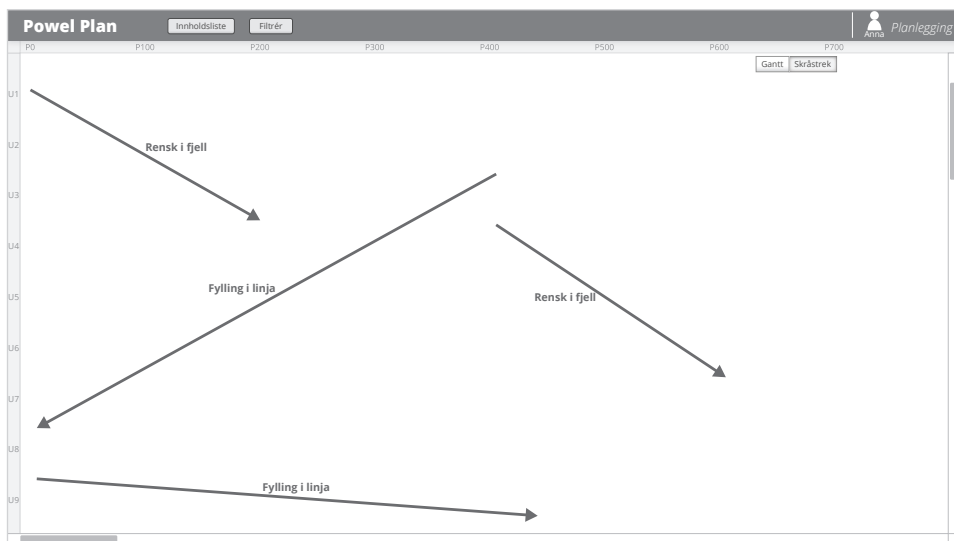 Powel Plan Innholdsliste Filtrér Anna Planlegging
P0 P100 P200 P300 P400 P500 P600 P700
Gantt Skråstrek
U1
Rensk i fjell
U2
U3
U4
Fylling i linja
U5
Rensk i fjell
U6
U7
U8
Fylling i linja
U9